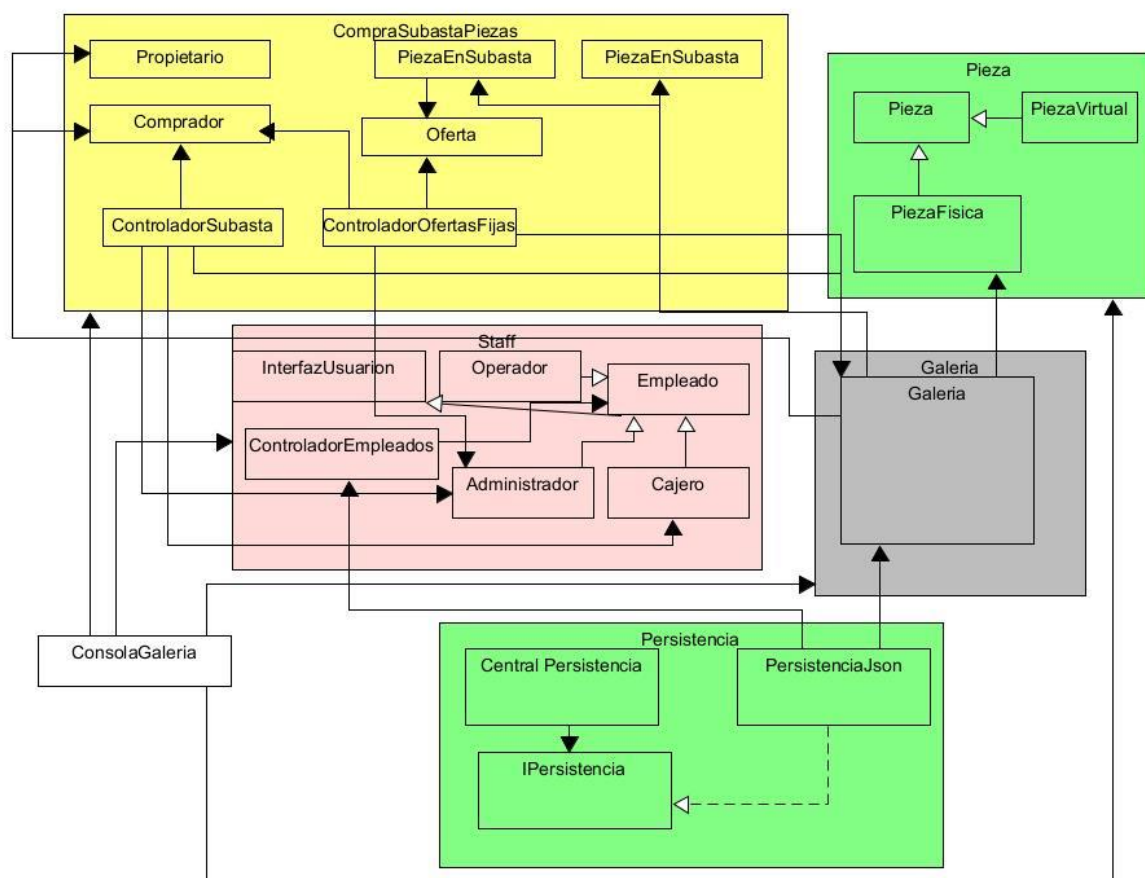 CompraSubastaPiezas
Propietario
PiezaEnSubasta
PiezaEnSubasta
Comprador
Oferta
ControladorSubasta
ControladorOfertasFijas
Pieza
Pieza
PiezaVirtual
PiezaFisica
Staff
InterfazUsuarion
Operador
Empleado
ControladorEmpleados
Administrador
Cajero
Galeria
Galeria
ConsolaGaleria
Persistencia
Central Persistencia
PersistenciaJson
IPersistencia